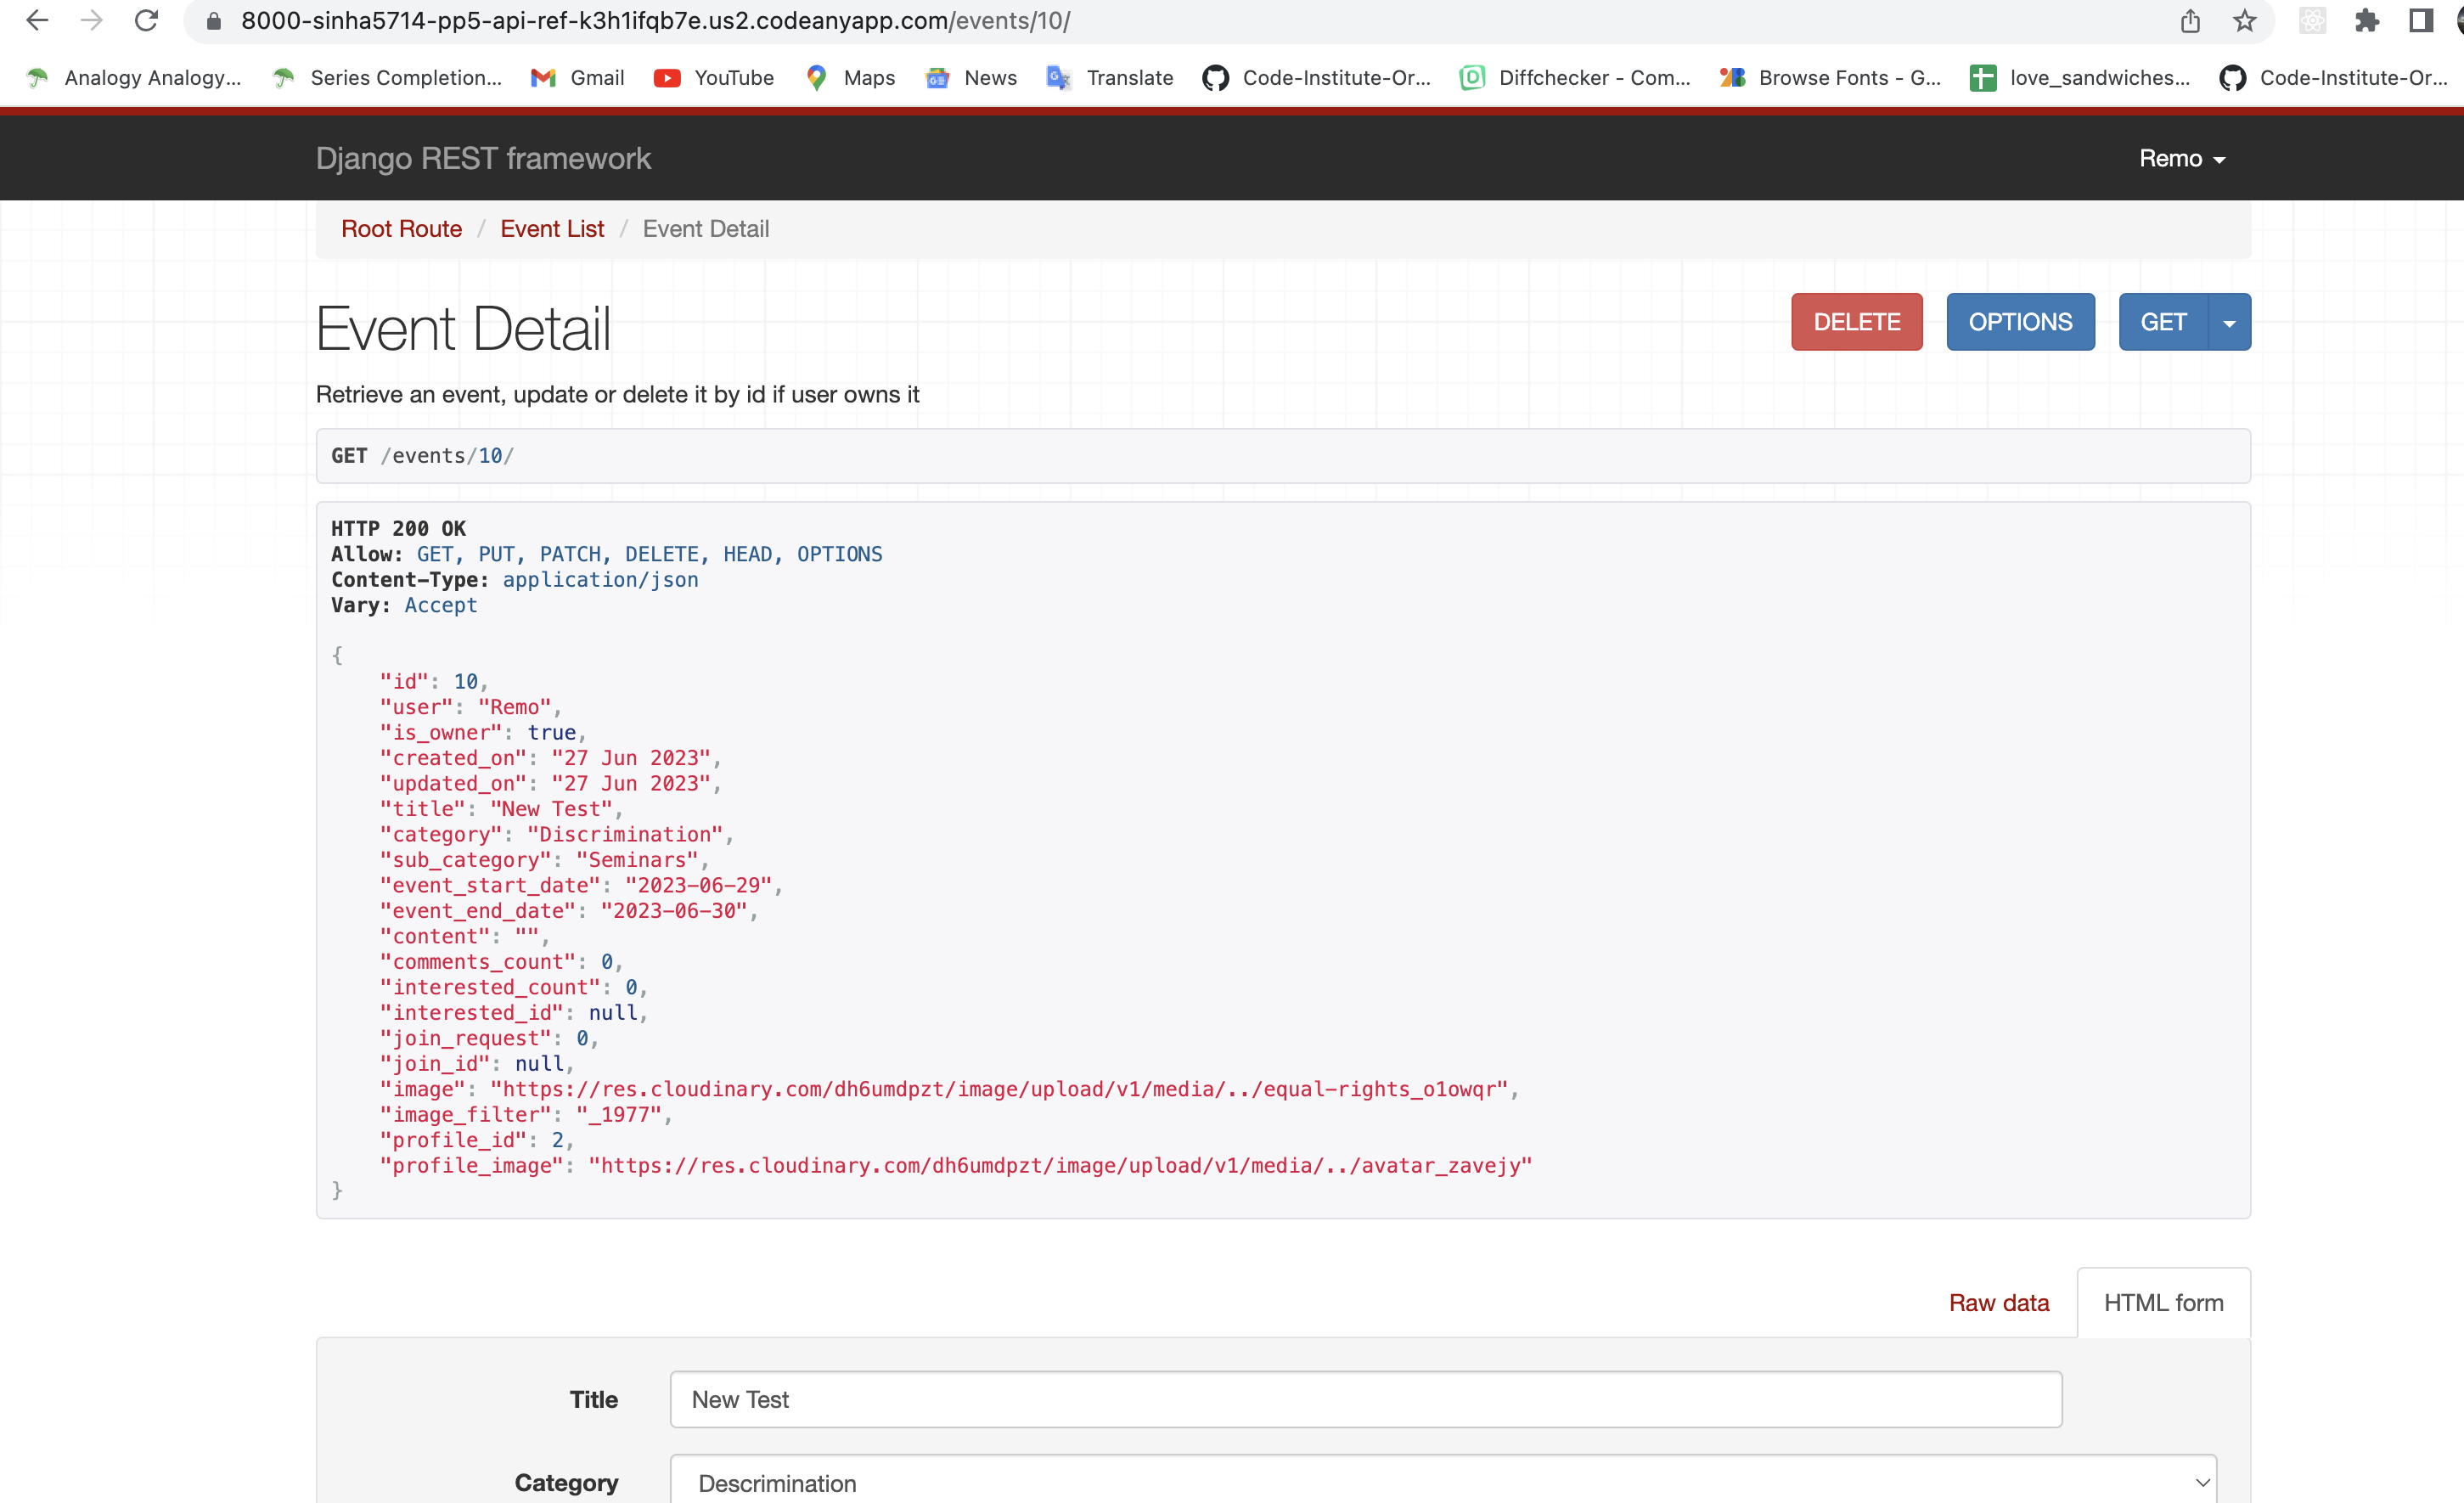 8000-sinha5714-pp5-api-ref-k3h1ifqb7e.us2.codeanyapp.com/events/10/
Analogy Analogy... Series Completion... Gmail YouTube Maps News Translate Code-Institute-Or... Diffchecker - Com... Browse Fonts - G... love_sandwiches... Code-Institute-Or...
Django REST framework Remo
Root Route / Event List / Event Detail
Event Detail DELETE OPTIONS GET
Retrieve an event, update or delete it by id if user owns it
GET /events/10/
HTTP 200 OK
Allow: GET, PUT, PATCH, DELETE, HEAD, OPTIONS
Content-Type: application/json
Vary: Accept
{
"id": 10,
"user": "Remo",
"is_owner": true,
"created_on": "27 Jun 2023",
"updated_on": "27 Jun 2023",
"title": "New Test",
"category": "Discrimination",
"sub_category": "Seminars",
"event_start_date": "2023-06-29",
"event_end_date": "2023-06-30",
"content": "",
"comments_count": 0,
"interested_count": 0,
"interested_id": null,
"join_request": 0,
"join_id": null,
"image": "https://res.cloudinary.com/dh6umdpzt/image/upload/v1/media/../equal-rights_o1owqr",
"image_filter": "_1977",
"profile_id": 2,
"profile_image": "https://res.cloudinary.com/dh6umdpzt/image/upload/v1/media/../avatar_zavejy"
}
Raw data HTML form
Title New Test
Category Descrimination